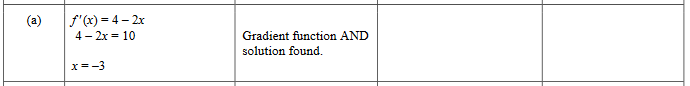 (a)
f'(x) = 4 – 2x
4 – 2x = 10
x = –3
Gradient function AND
solution found.